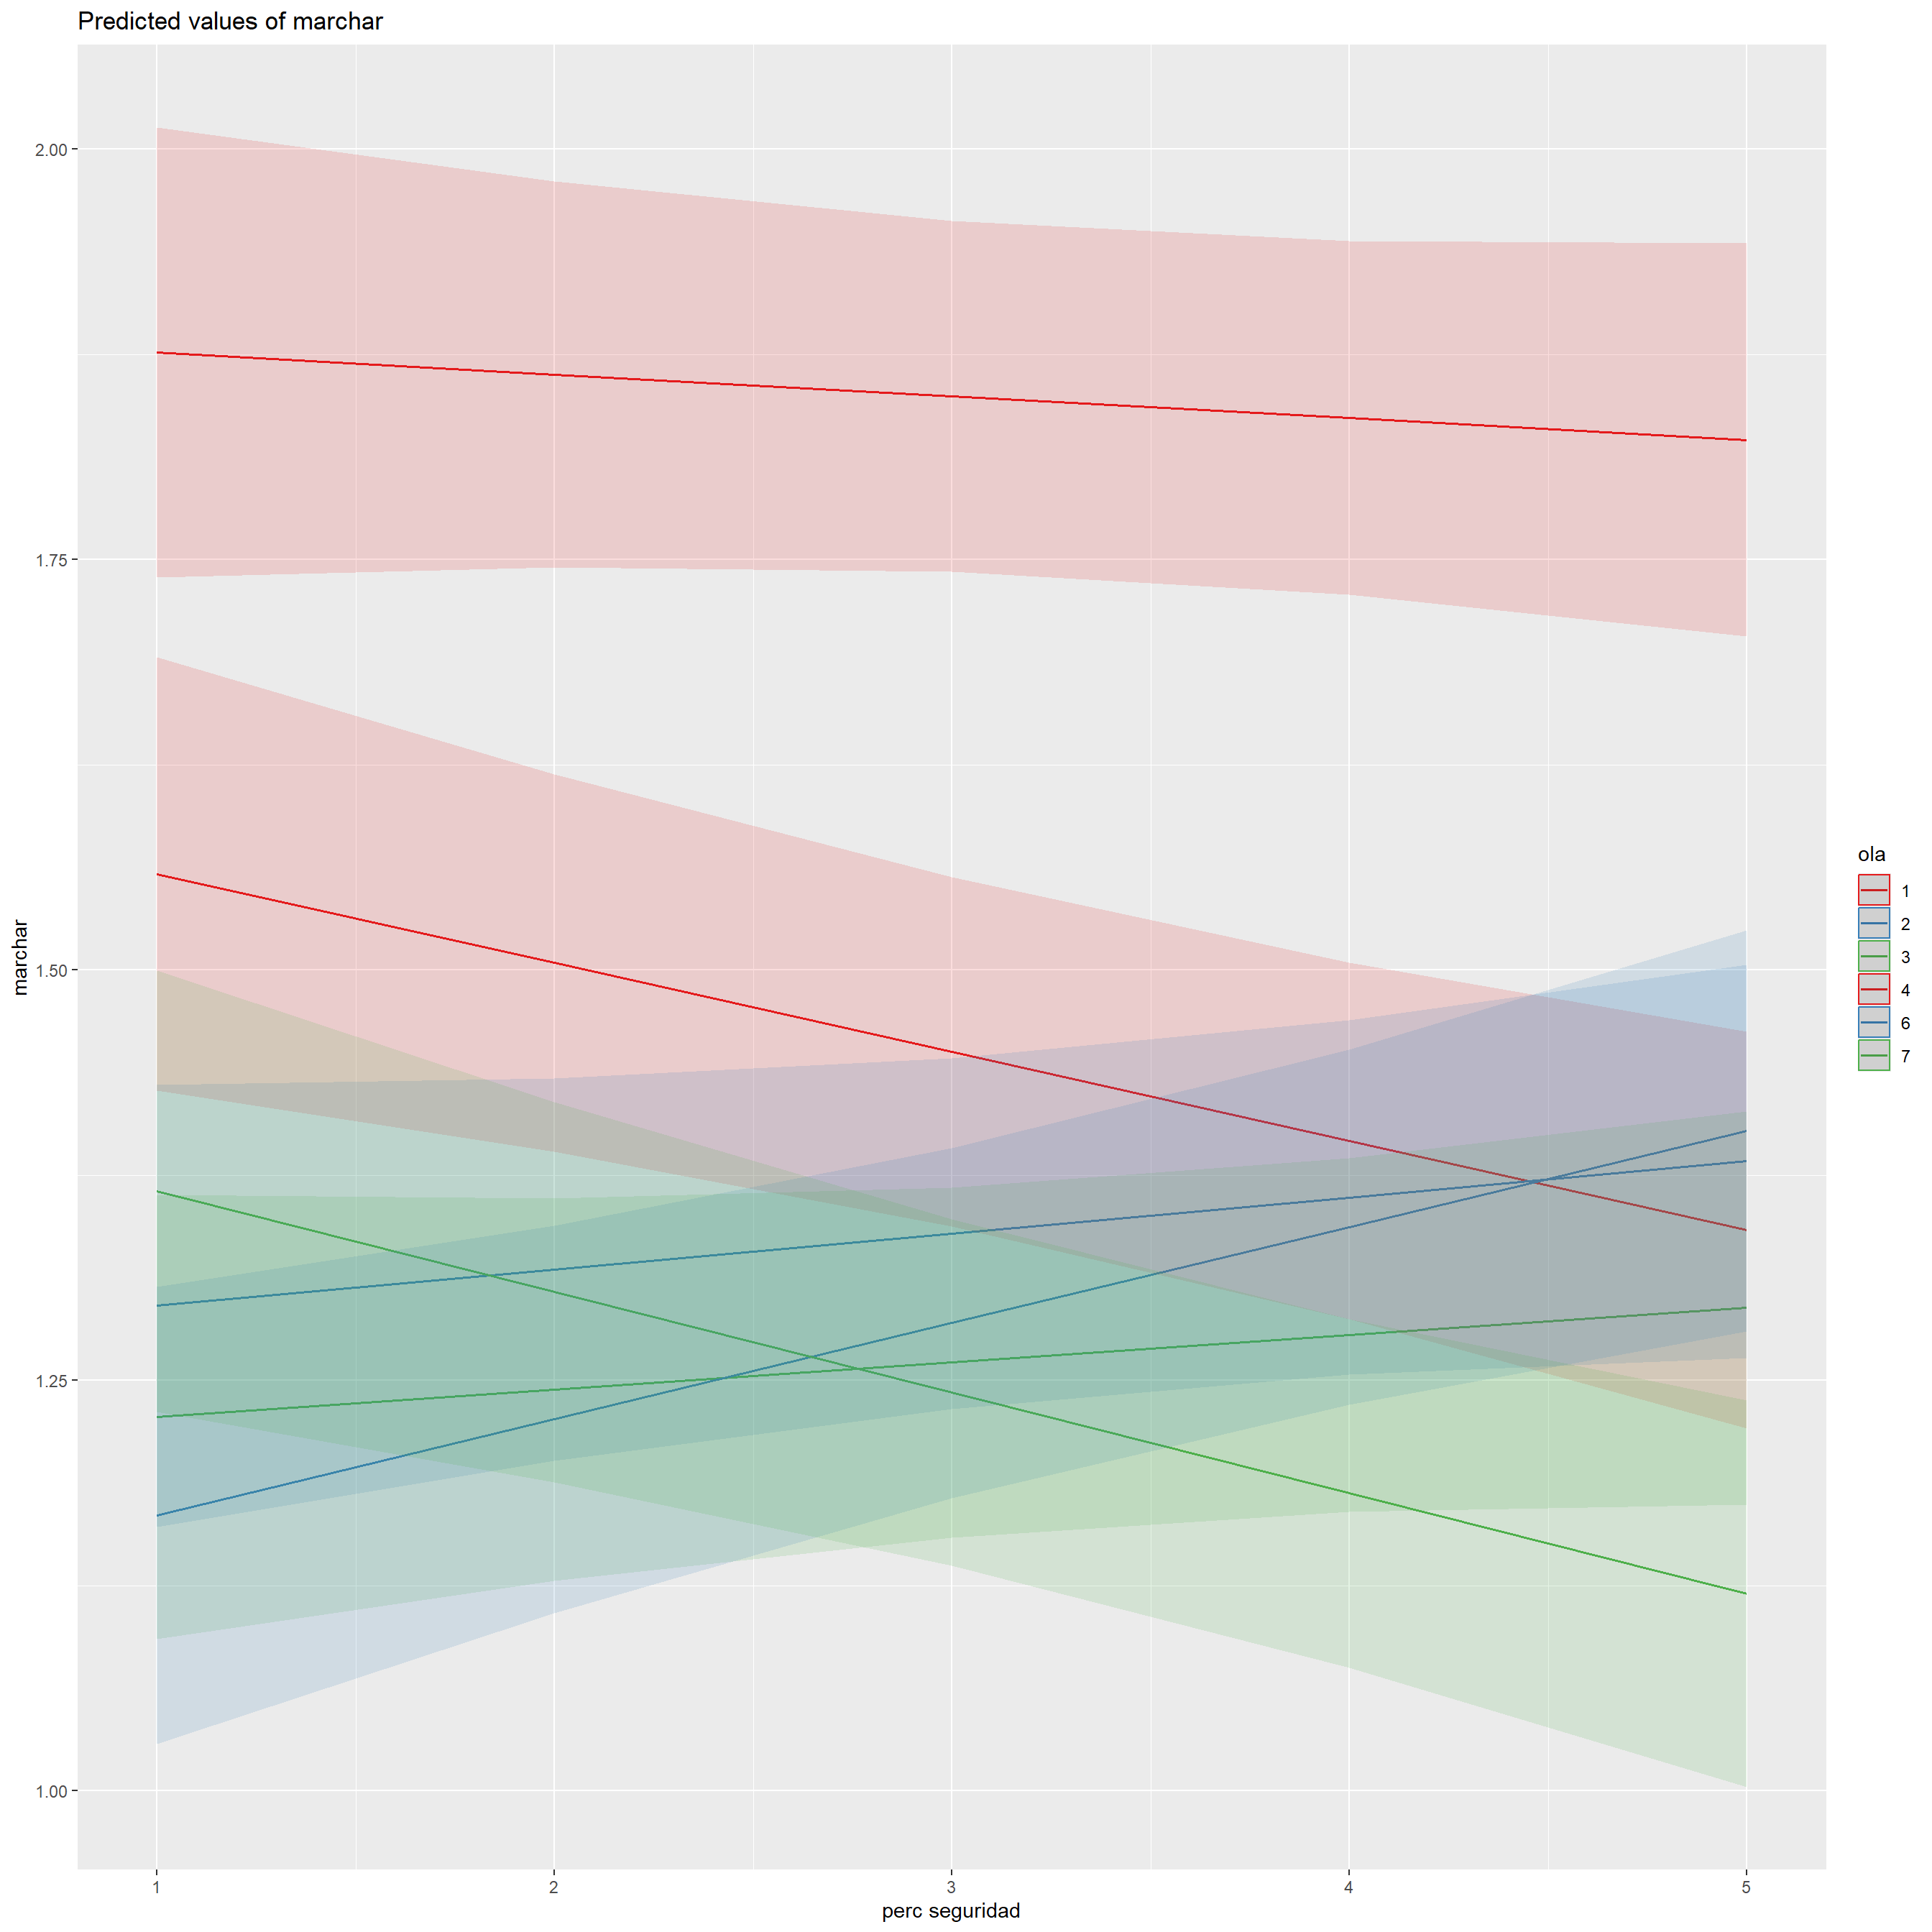 Predicted values of marchar
2.00
1.75
1.50
1.25
1.00
marchar
1 2 3 4 5
perc seguridad
ola
1
2
3
4
6
7